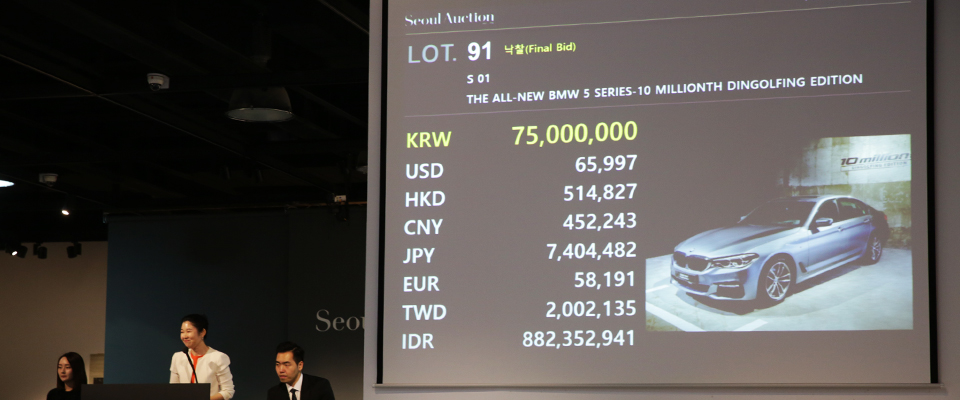 Seoul Auction
LOT. 91 낙찰(Final Bid)
S 01
THE ALL-NEW BMW 5 SERIES-10 MILLIONTH DINGOLFING EDITION
KRW 75,000,000
USD 65,997
HKD 514,827
CNY 452,243
JPY 7,404,482
EUR 58,191
TWD 2,002,135
IDR 882,352,941
10 million
Seou